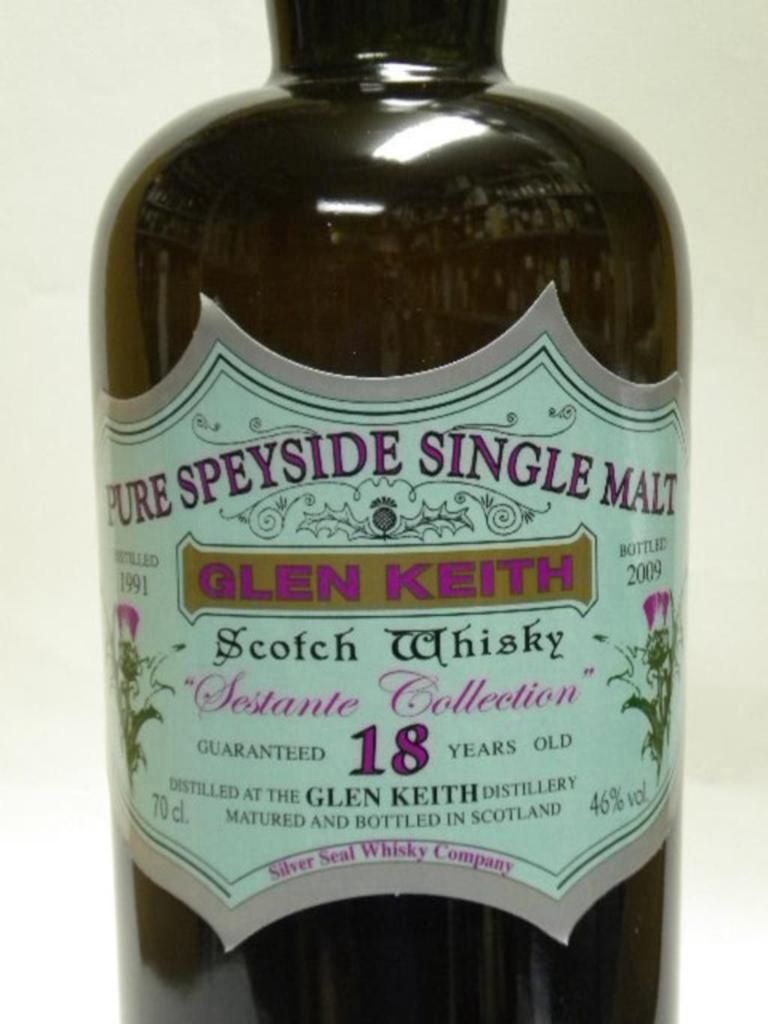 PURE SPEYSIDE SINGLE MALT
DISTILLED
1991
BOTTLED
2009
GLEN KEITH
Scotch Whisky
"Sestante Collection"
GUARANTEED 18 YEARS OLD
DISTILLED AT THE GLEN KEITH DISTILLERY
70 cl.
MATURED AND BOTTLED IN SCOTLAND
46% vol.
Silver Seal Whisky Company